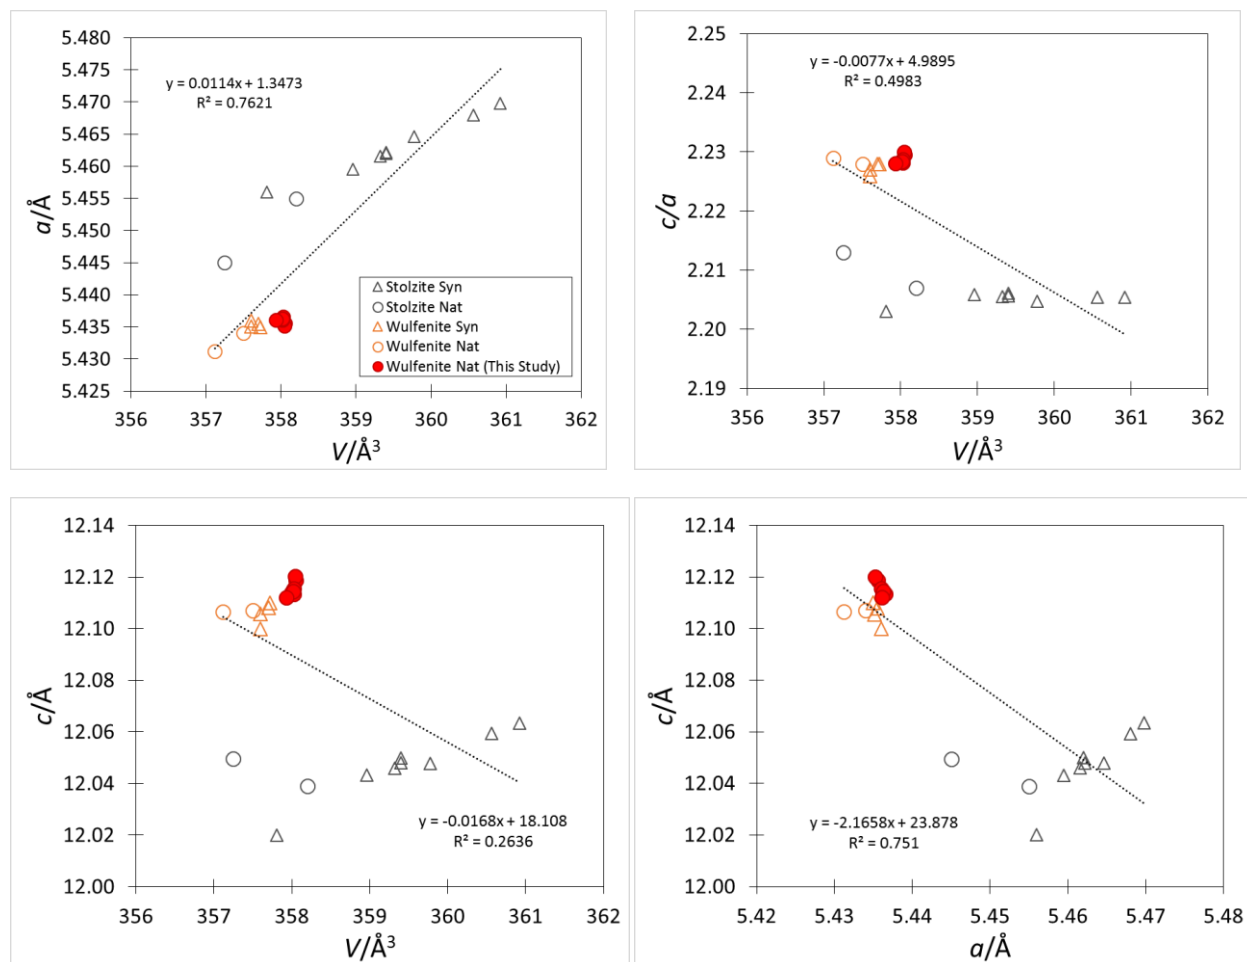 5.480
5.475
5.470
5.465
5.460
5.455
5.450
5.445
5.440
5.435
5.430
5.425
a/Å
y = 0.0114x + 1.3473
R² = 0.7621
Stolzite Syn
Stolzite Nat
Wulfenite Syn
Wulfenite Nat
Wulfenite Nat (This Study)
356 357 358 359 360 361 362
V/Å³
2.25
2.24
2.23
2.22
2.21
2.20
2.19
c/a
y = -0.0077x + 4.9895
R² = 0.4983
356 357 358 359 360 361 362
V/Å³
12.14
12.12
12.10
12.08
12.06
12.04
12.02
12.00
c/Å
y = -0.0168x + 18.108
R² = 0.2636
356 357 358 359 360 361 362
V/Å³
12.14
12.12
12.10
12.08
12.06
12.04
12.02
12.00
c/Å
y = -2.1658x + 23.878
R² = 0.751
5.42 5.43 5.44 5.45 5.46 5.47 5.48
a/Å